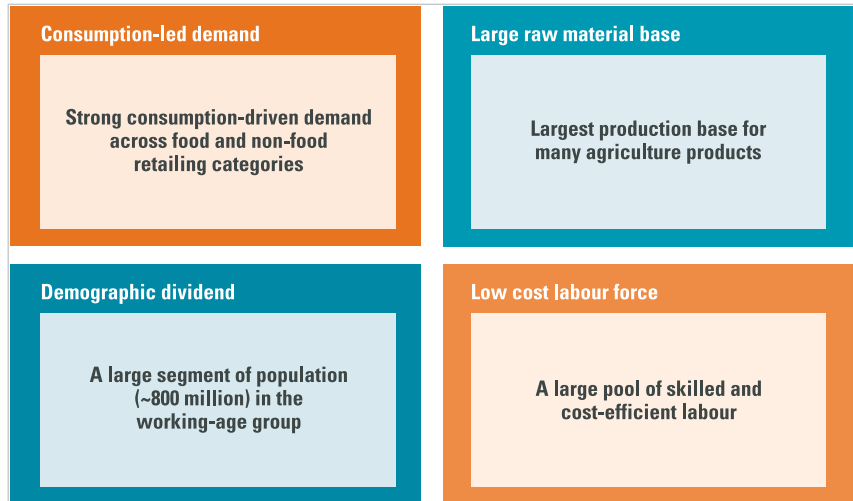 Consumption-led demand
Strong consumption-driven demand
across food and non-food
retailing categories
Large raw material base
Largest production base for
many agriculture products
Demographic dividend
A large segment of population
(~800 million) in the
working-age group
Low cost labour force
A large pool of skilled and
cost-efficient labour